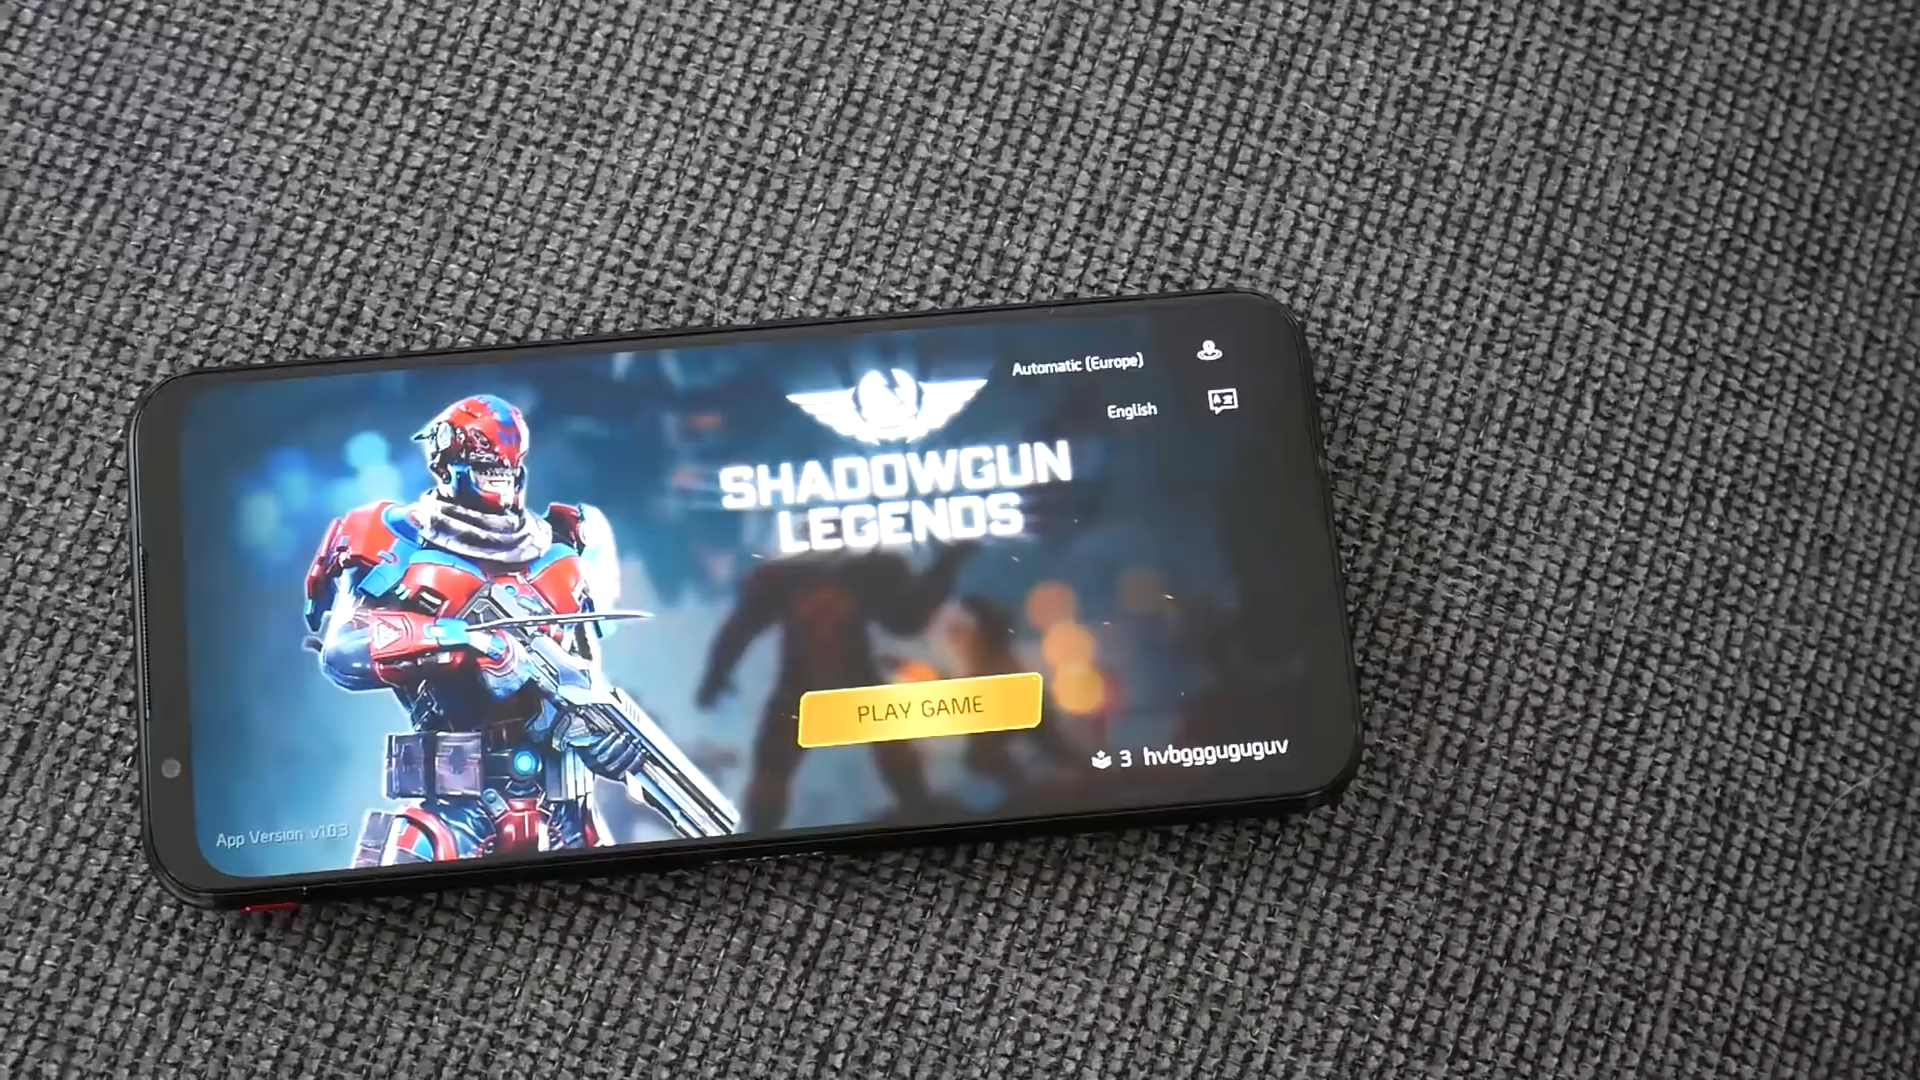 Automatic (Europe)
English
SHADOWGUN
LEGENDS
PLAY GAME
3 hvbggguguguv
App Version v1.0.3